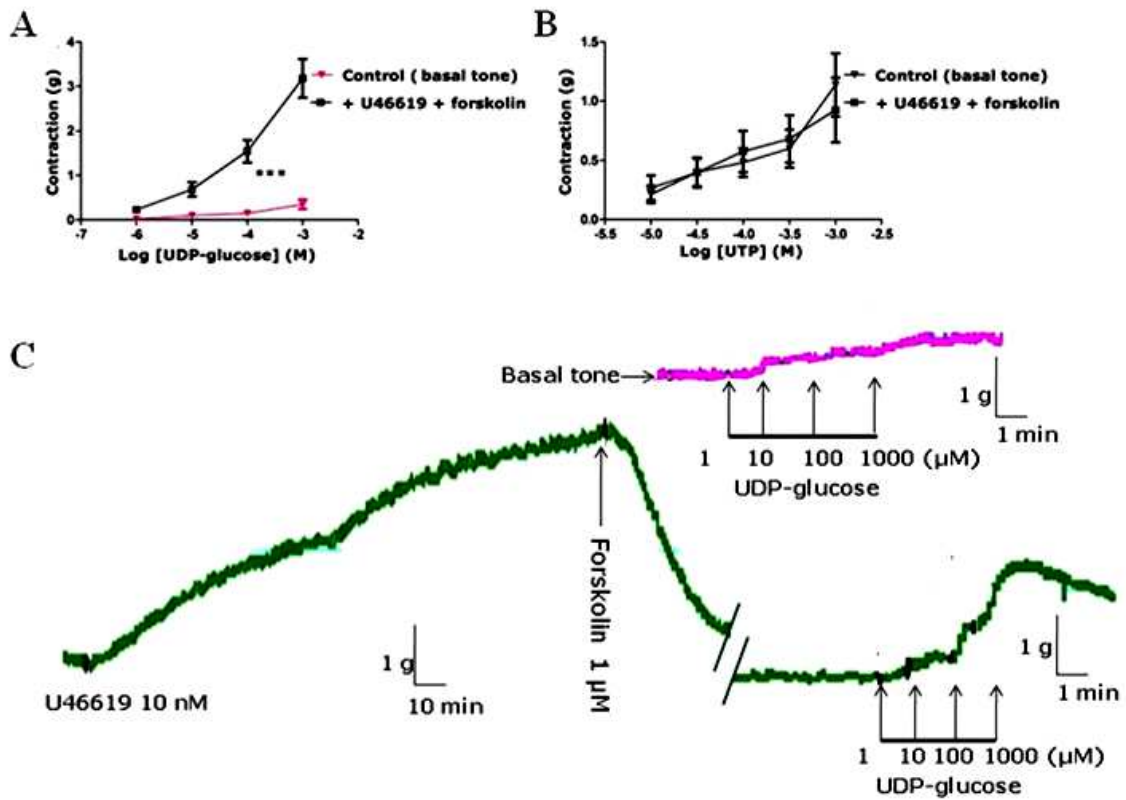 A
Contraction (g)
4
3
2
1
0
-7 -6 -5 -4 -3 -2
Log [UDP-glucose] (M)
Control ( basal tone)
+ U46619 + forskolin
***
B
Contraction (g)
1.5
1.0
0.5
0.0
-5.5 -5.0 -4.5 -4.0 -3.5 -3.0 -2.5
Log [UTP] (M)
Control (basal tone)
+ U46619 + forskolin
C
Basal tone
1 g
1 min
1 10 100 1000 (μM)
UDP-glucose
U46619 10 nM
1 g
10 min
Forskolin 1 μM
1 g
1 min
1 10 100 1000 (μM)
UDP-glucose